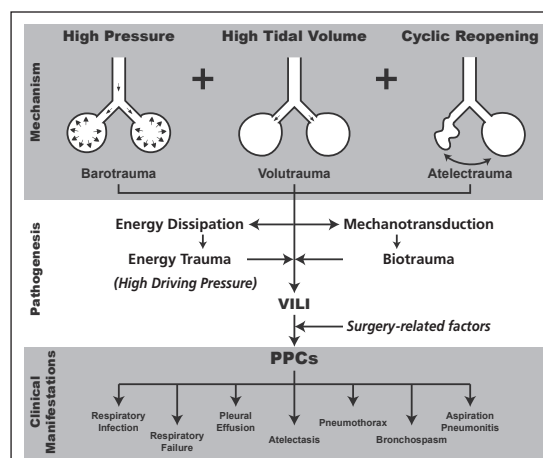 High Pressure
High Tidal Volume
Cyclic Reopening
+
+
Mechanism
Barotrauma
Volutrauma
Atelectrauma
Pathogenesis
Energy Dissipation
Mechanotransduction
Energy Trauma
Biotrauma
(High Driving Pressure)
VILI
Surgery-related factors
Clinical
Manifestations
PPCs
Respiratory
Infection
Respiratory
Failure
Pleural
Effusion
Atelectasis
Pneumothorax
Bronchospasm
Aspiration
Pneumonitis